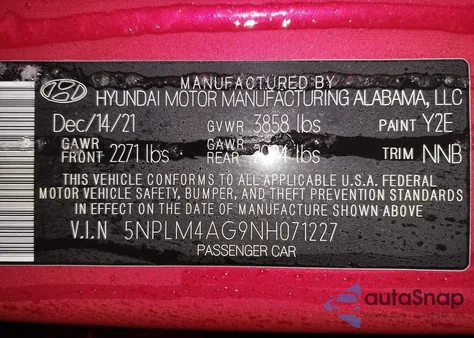 MANUFACTURED BY
HYUNDAI MOTOR MANUFACTURING ALABAMA, LLC
Dec/14/21 GVWR 3858 lbs PAINT Y2E
GAWR FRONT 2271 lbs GAWR REAR lbs TRIM NNB
THIS VEHICLE CONFORMS TO ALL APPLICABLE U.S.A. FEDERAL
MOTOR VEHICLE SAFETY, BUMPER, AND THEFT PREVENTION STANDARDS
IN EFFECT ON THE DATE OF MANUFACTURE SHOWN ABOVE
V.I.N 5NPLM4AG9NH071227
PASSENGER CAR
autaSnap